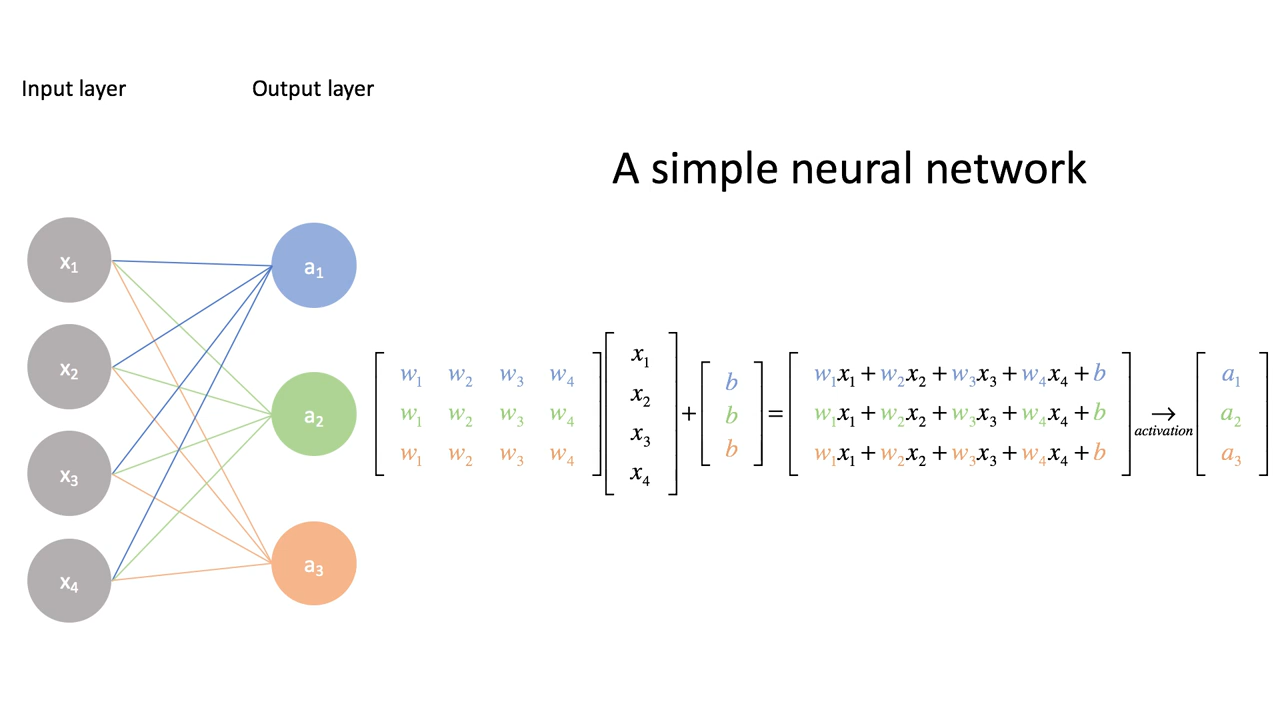 Input layer
Output layer
A simple neural network
x1
x2
x3
x4
a1
a2
a3
w1 w2 w3 w4
w1 w2 w3 w4
w1 w2 w3 w4
x1
x2
x3
x4
+
b
b
b
=
w1x1 + w2x2 + w3x3 + w4x4 + b
w1x1 + w2x2 + w3x3 + w4x4 + b
w1x1 + w2x2 + w3x3 + w4x4 + b
→
activation
a1
a2
a3